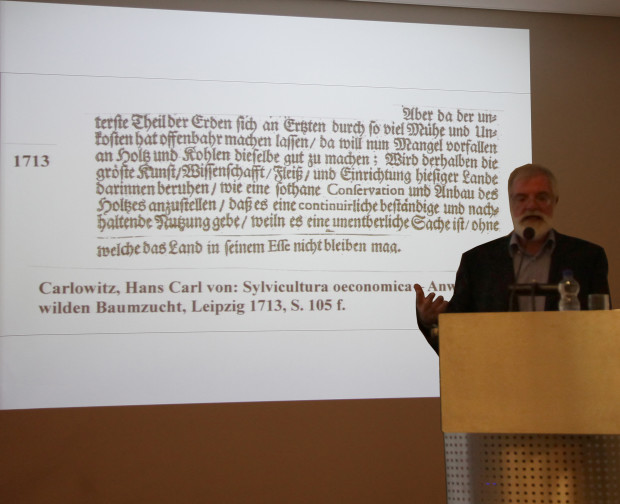 Aber da der un-
terste Theil der Erden sich an Ertzten durch so viel Mühe und Un-
kosten hat offenbahr machen lassen/ da will nun Mangel vorfallen
1713
an Holtz und Kohlen dieselbe gut zu machen; Wird derhalben die
gröste Kunst/Wissenschafft/Fleiß/ und Einrichtung hiesiger Lande
darinnen beruhen/ wie eine sothane Conservation und Anbau des
Holtzes anzustellen/ daß es eine continuirliche beständige und nach-
haltende Nutzung gebe/ weiln es eine unentberliche Sache ist/ ohne
welche das Land in seinem Esse nicht bleiben mag.
Carlowitz, Hans Carl von: Sylvicultura oeconomica
wilden Baumzucht, Leipzig 1713, S. 105 f.